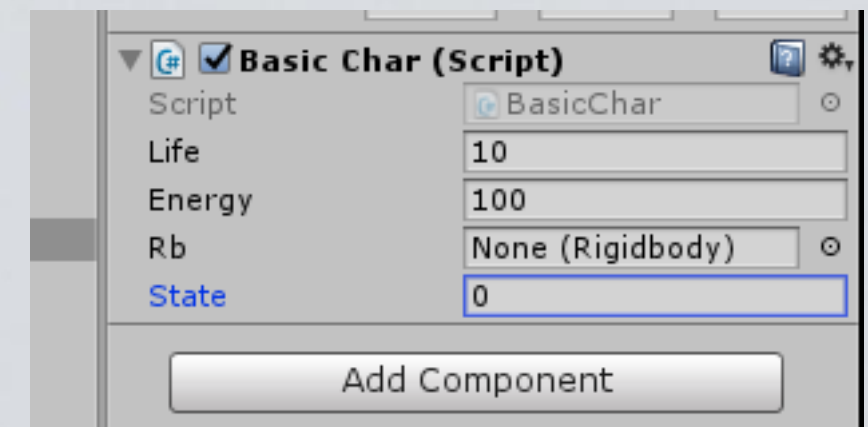 Basic Char (Script)
Script BasicChar
Life 10
Energy 100
Rb None (Rigidbody)
State 0
Add Component